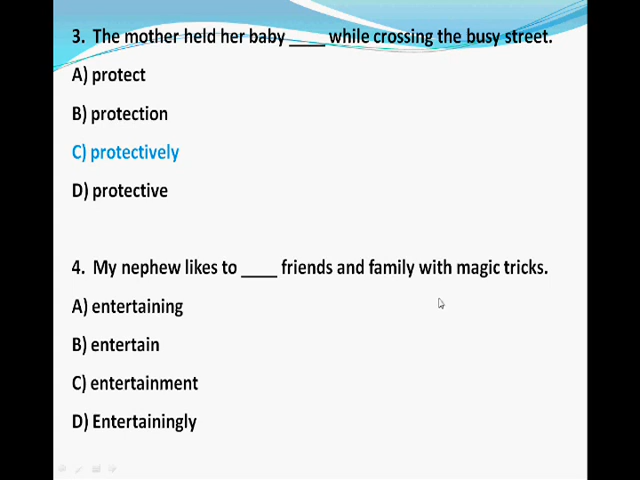 3. The mother held her baby ____ while crossing the busy street.
A) protect
B) protection
C) protectively
D) protective
4. My nephew likes to ____ friends and family with magic tricks.
A) entertaining
B) entertain
C) entertainment
D) Entertainingly